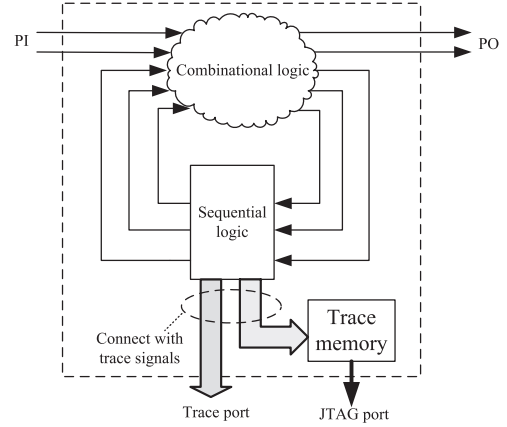 PI
PO
Combinational logic
Sequential
logic
Connect with
trace signals
Trace
memory
Trace port
JTAG port